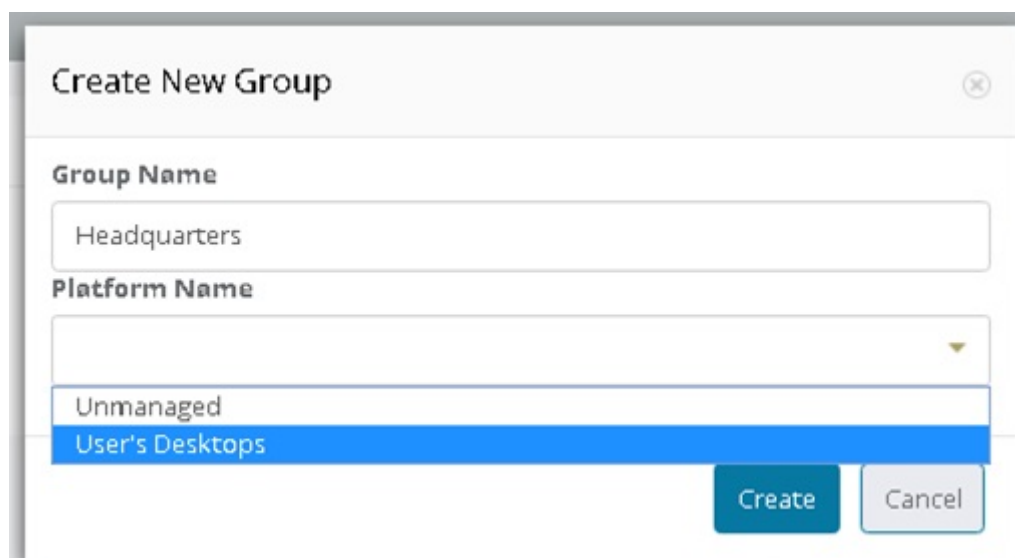 Create New Group
Group Name
Headquarters
Platform Name
Unmanaged
User's Desktops
Create Cancel